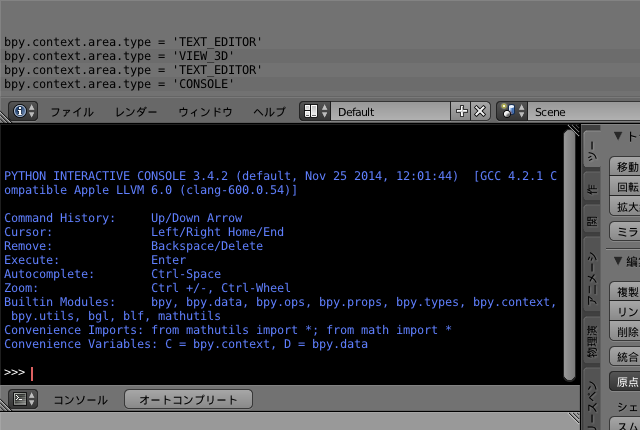 bpy.context.area.type = 'TEXT_EDITOR'
bpy.context.area.type = 'VIEW_3D'
bpy.context.area.type = 'TEXT_EDITOR'
bpy.context.area.type = 'CONSOLE'
ファイル レンダー ウィンドウ ヘルプ Default Scene
PYTHON INTERACTIVE CONSOLE 3.4.2 (default, Nov 25 2014, 12:01:44)  [GCC 4.2.1 C
ompatible Apple LLVM 6.0 (clang-600.0.54)]
Command History:     Up/Down Arrow
Cursor:              Left/Right Home/End
Remove:              Backspace/Delete
Execute:             Enter
Autocomplete:        Ctrl-Space
Zoom:                Ctrl +/-, Ctrl-Wheel
Builtin Modules:     bpy, bpy.data, bpy.ops, bpy.props, bpy.types, bpy.context,
 bpy.utils, bgl, blf, mathutils
Convenience Imports: from mathutils import *; from math import *
Convenience Variables: C = bpy.context, D = bpy.data
>>>
コンソール オートコンプリート
ツー
作
関
アニメーシ
物理演
リースペン
▼ト
移動
回転
拡大
ミラ
▼編
複製
リン
削除
統合
原点
シェ
スム